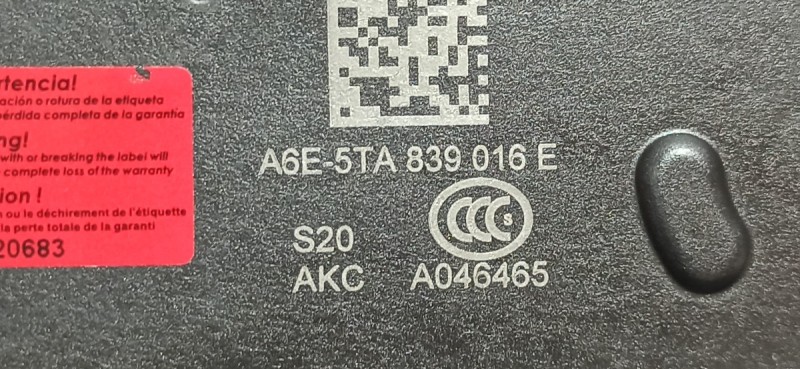 rtencial!
ación o rotura de la etiqueta
pérdida completa de la garantía
ng!
with or breaking the label will
complete loss of the warranty
ion !
n ou le déchirement de l'étiquette
la perte totale de la garanti
20683
A6E-5TA 839 016 E
CCC S
S20
AKC A046465